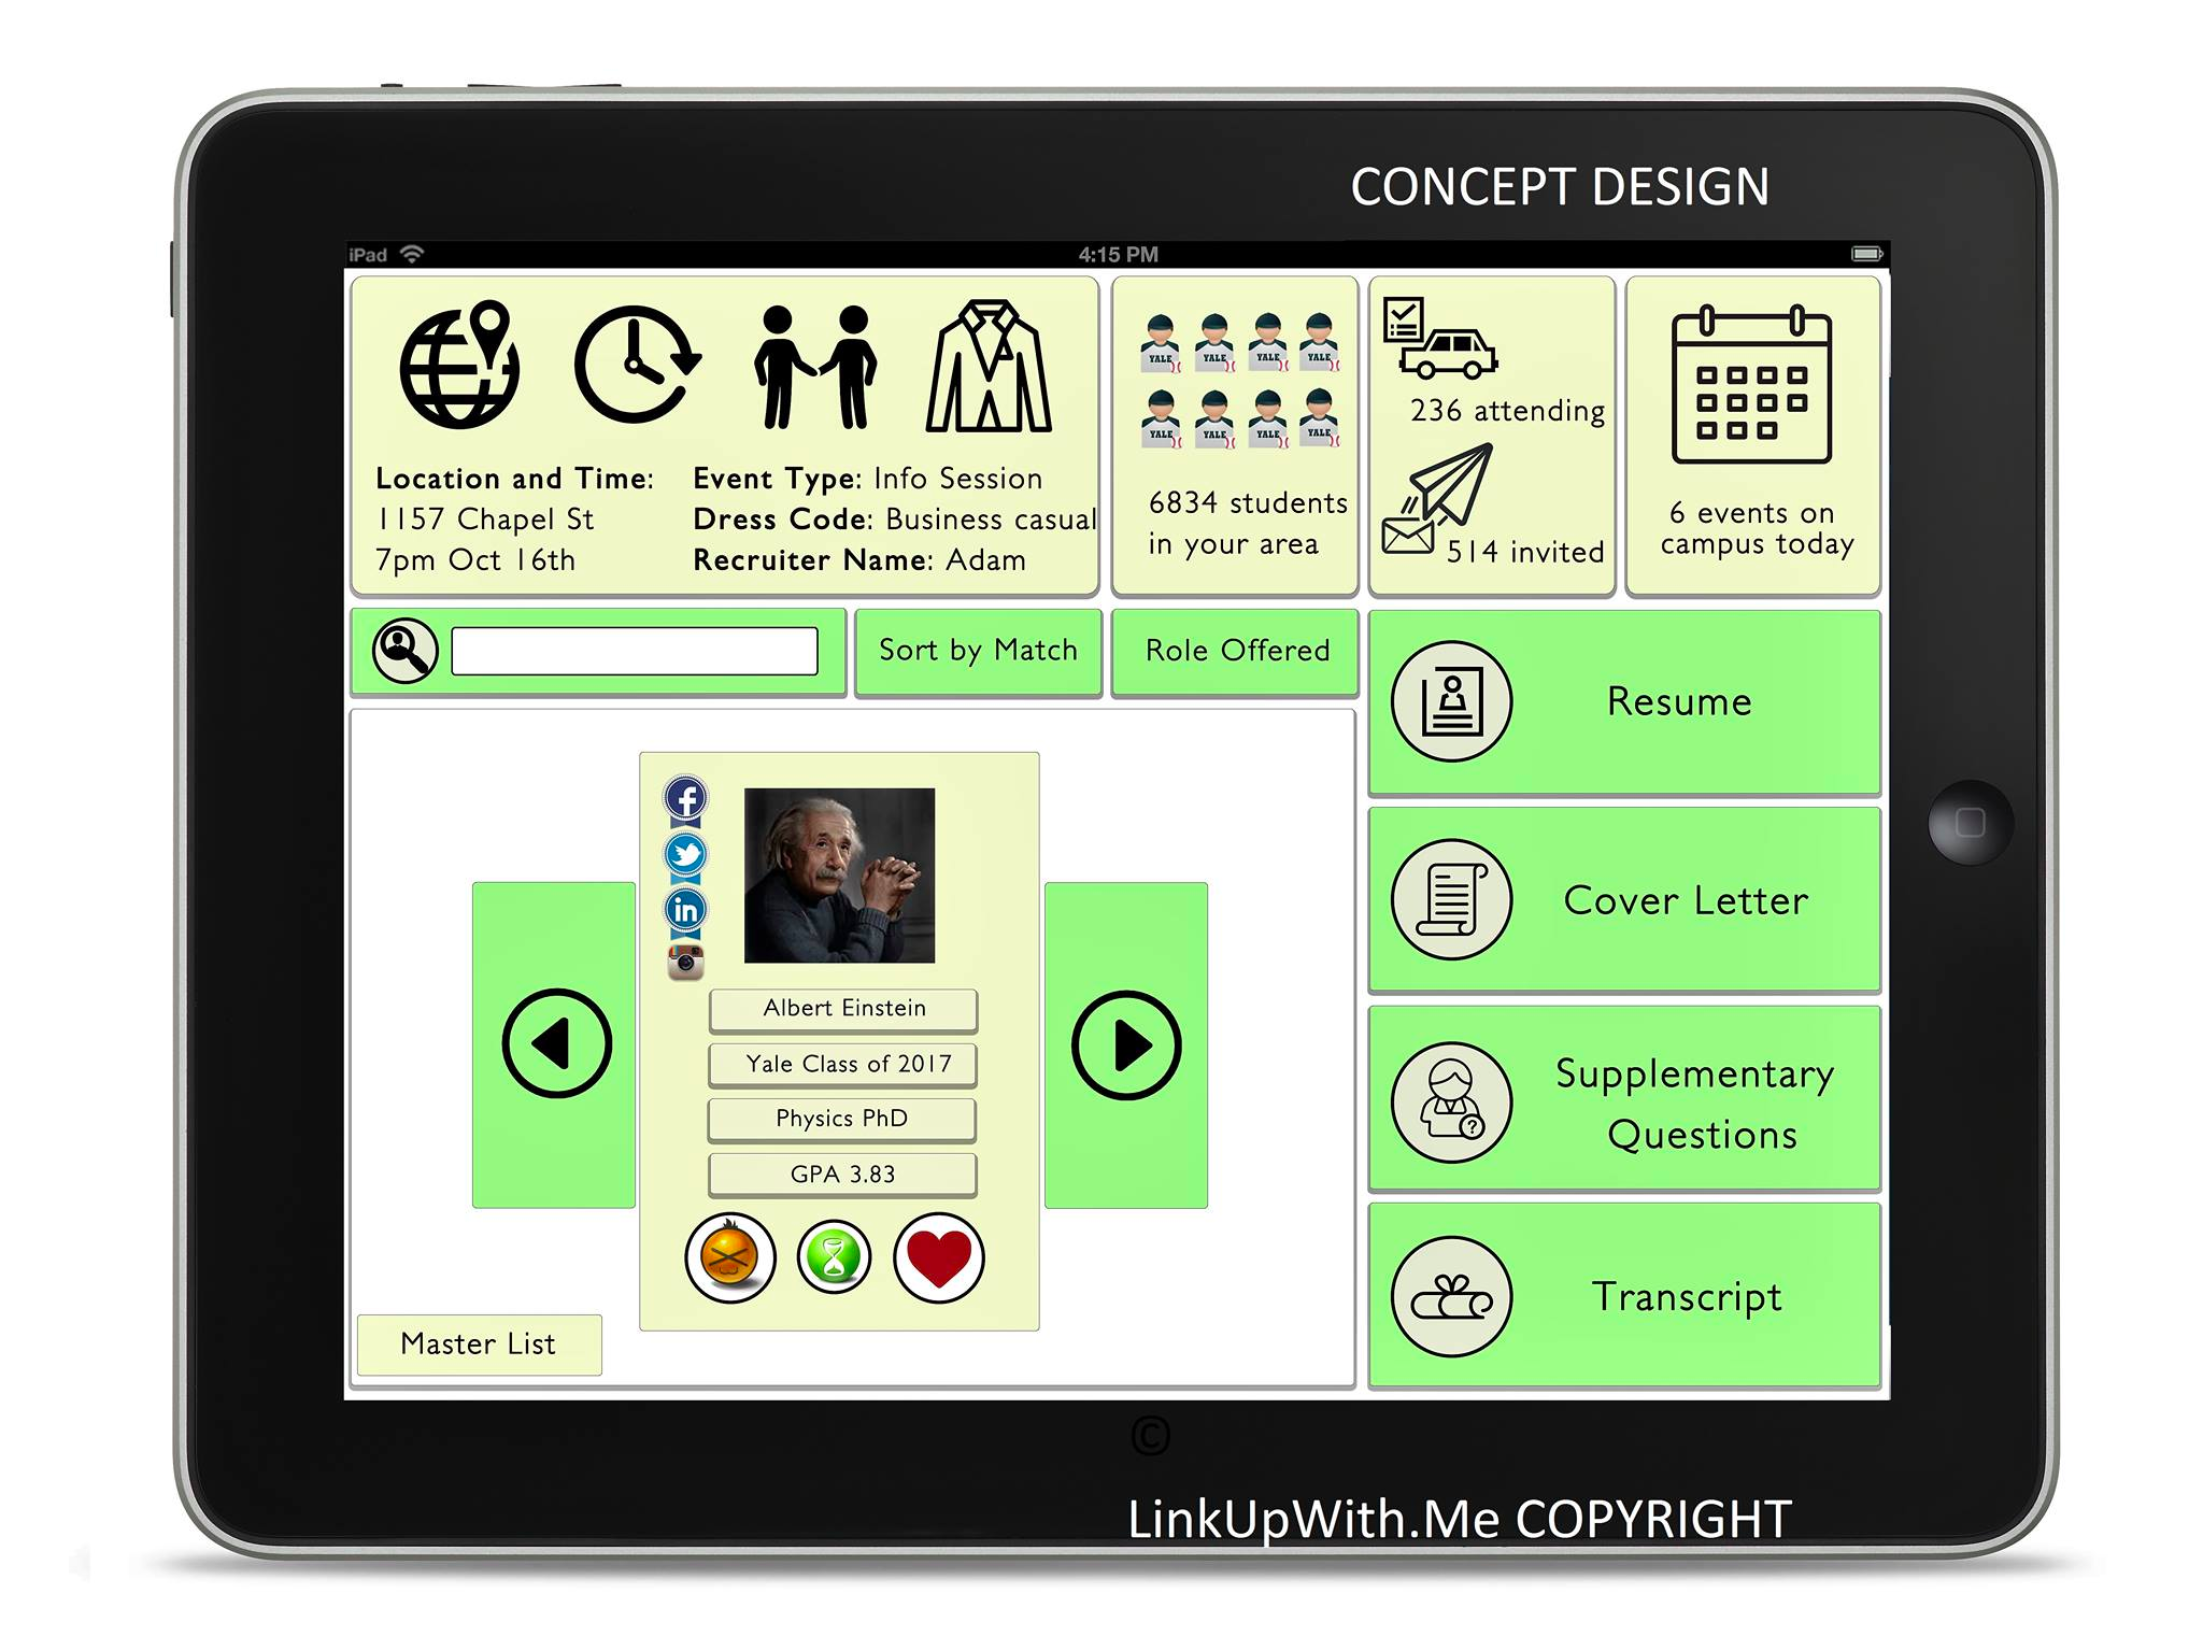 CONCEPT DESIGN
iPad
4:15 PM
Location and Time:
1157 Chapel St
7pm Oct 16th
Event Type: Info Session
Dress Code: Business casual
Recruiter Name: Adam
YALE YALE YALE YALE
YALE YALE YALE YALE
6834 students
in your area
236 attending
514 invited
6 events on
campus today
Sort by Match
Role Offered
f
in
Albert Einstein
Yale Class of 2017
Physics PhD
GPA 3.83
Master List
Resume
Cover Letter
?
Supplementary
Questions
Transcript
©
LinkUpWith.Me COPYRIGHT